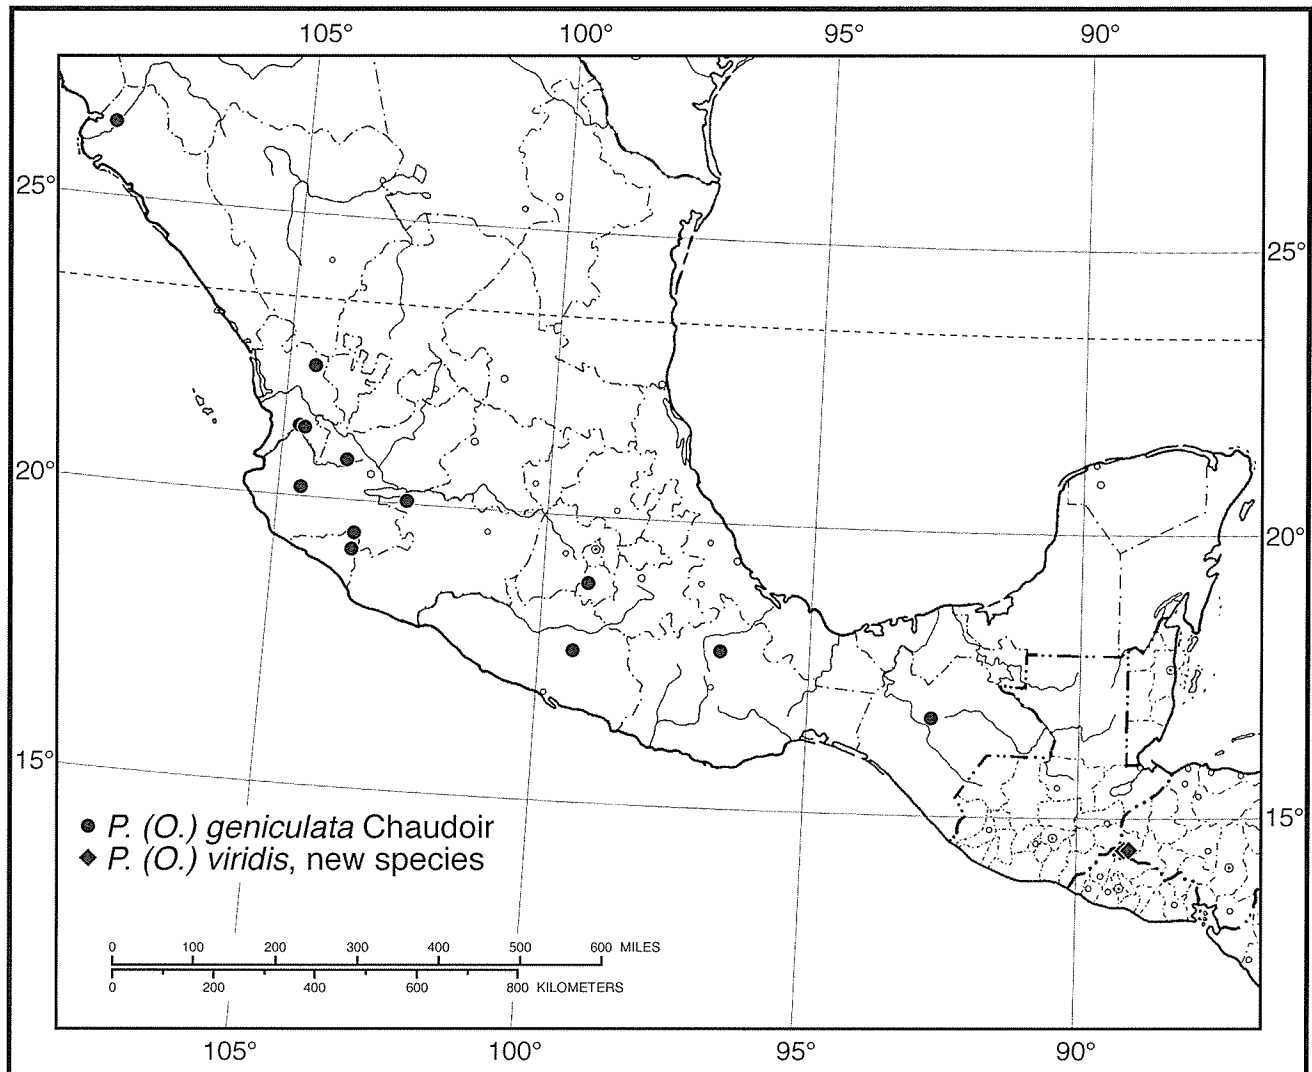 105° 100° 95° 90°
25°
25°
20°
20°
15°
15°
P. (O.) geniculata Chaudoir
P. (O.) viridis, new species
0 100 200 300 400 500 600 MILES
0 200 400 600 800 KILOMETERS
105° 100° 95° 90°